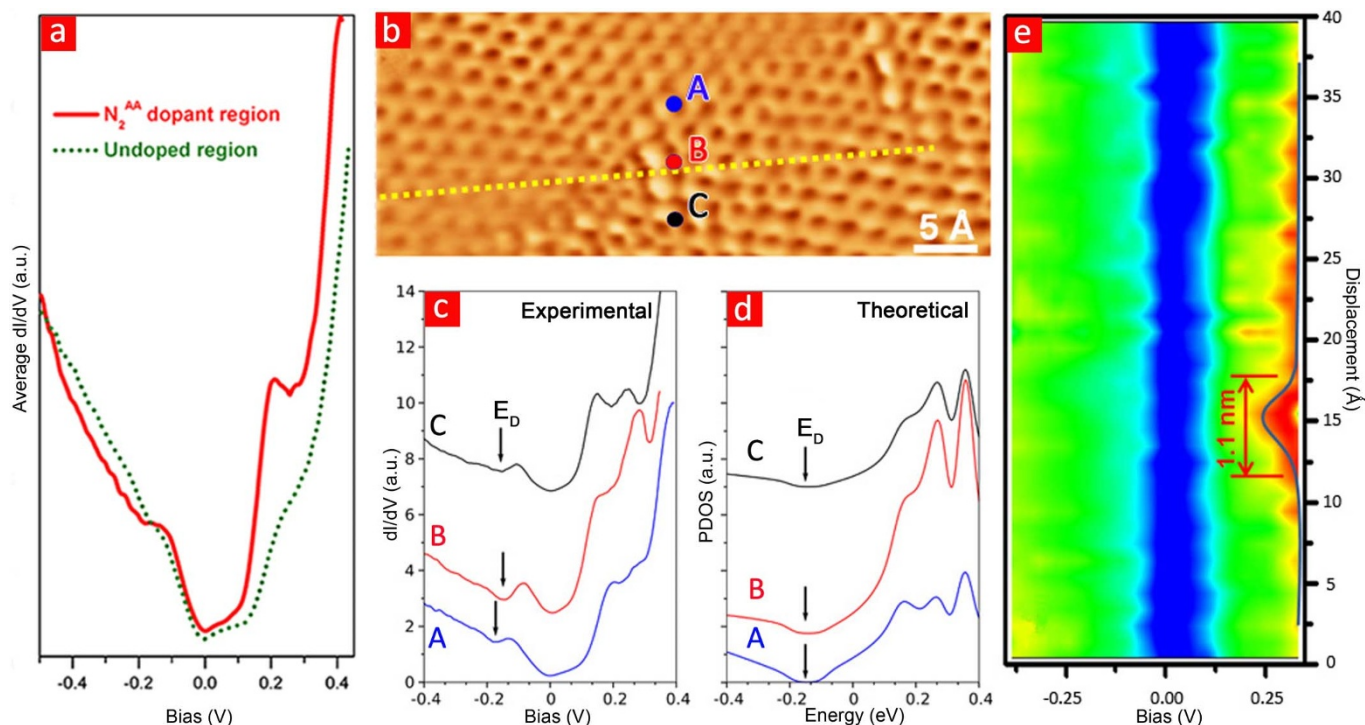 a
N₂ᴬᴬ dopant region
Undoped region
Average dI/dV (a.u.)
-0.4 -0.2 0.0 0.2 0.4
Bias (V)
b
A
B
C
5 Å
c
Experimental
14
12
10
8
6
4
2
0
C
B
A
E_D
dI/dV (a.u.)
-0.4 -0.2 0.0 0.2 0.4
Bias (V)
d
Theoretical
C
B
A
E_D
PDOS (a.u.)
-0.4 -0.2 0 0.2 0.4
Energy (eV)
e
1.1 nm
40
35
30
25
20
15
10
5
0
Displacement (Å)
-0.25 0.00 0.25
Bias (V)